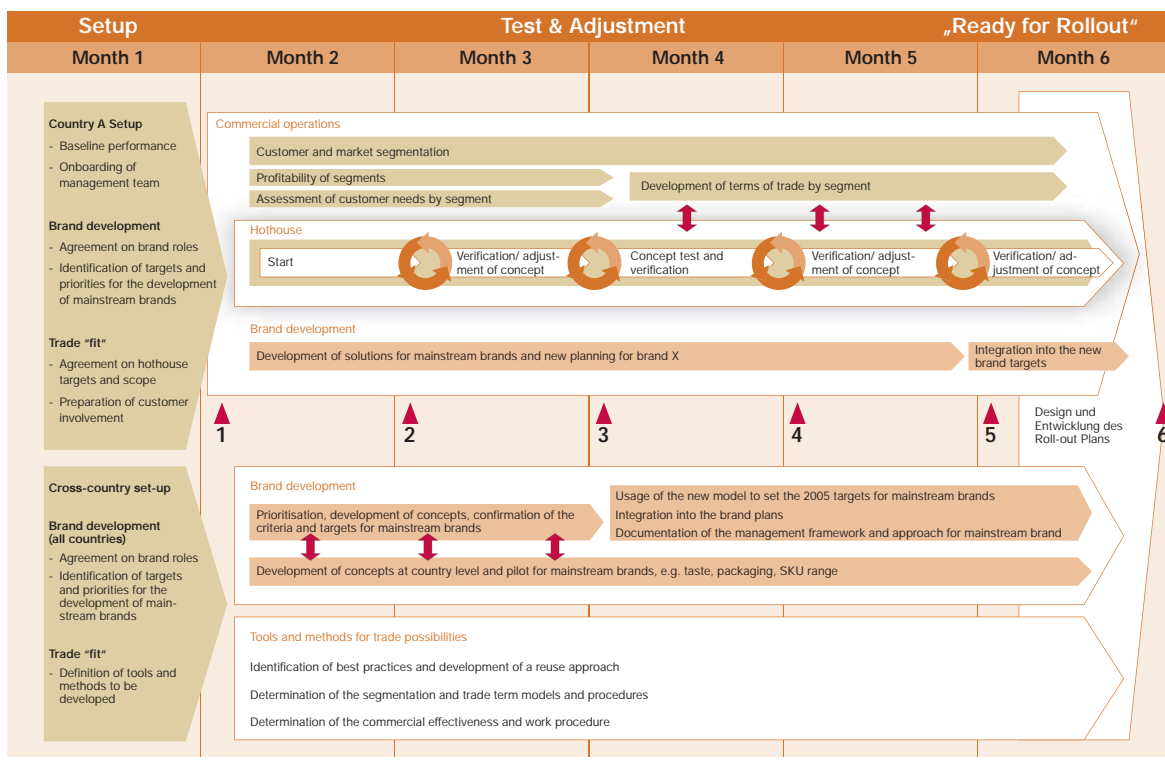 Setup
Test & Adjustment
„Ready for Rollout“
Month 1
Month 2
Month 3
Month 4
Month 5
Month 6
Country A Setup
- Baseline performance
- Onboarding of
management team
Brand development
- Agreement on brand roles
- Identification of targets and
priorities for the development
of mainstream brands
Trade "fit"
- Agreement on hothouse
targets and scope
- Preparation of customer
involvement
Commercial operations
Customer and market segmentation
Profitability of segments
Assessment of customer needs by segment
Development of terms of trade by segment
Hothouse
Start
Verification/ adjust-
ment of concept
Concept test and
verification
Verification/ adjust-
ment of concept
Verification/ ad-
justment of concept
Brand development
Development of solutions for mainstream brands and new planning for brand X
Integration into the new
brand targets
1
2
3
4
5
6
Design und
Entwicklung des
Roll-out Plans
Cross-country set-up
Brand development
(all countries)
- Agreement on brand roles
- Identification of targets
and priorities for the
development of main-
stream brands
Trade "fit"
- Definition of tools and
methods to be
developed
Brand development
Prioritisation, development of concepts, confirmation of the
criteria and targets for mainstream brands
Usage of the new model to set the 2005 targets for mainstream brands
Integration into the brand plans
Documentation of the management framework and approach for mainstream brand
Development of concepts at country level and pilot for mainstream brands, e.g. taste, packaging, SKU range
Tools and methods for trade possibilities
Identification of best practices and development of a reuse approach
Determination of the segmentation and trade term models and procedures
Determination of the commercial effectiveness and work procedure